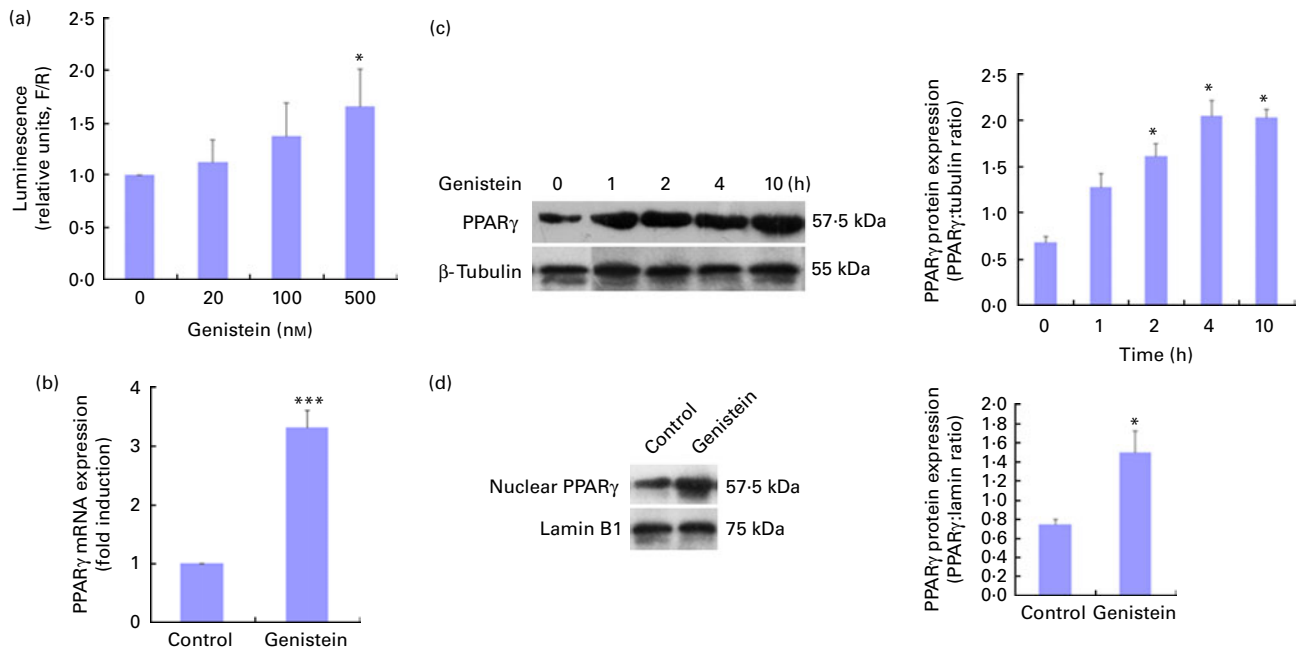 (a)
Luminescence
(relative units, F/R)
2·5
2·0
1·5
1·0
0·5
0·0
*
0 20 100 500
Genistein (nM)
(b)
PPARγ mRNA expression
(fold induction)
4
3
2
1
0
***
Control Genistein
(c)
Genistein 0 1 2 4 10 (h)
PPARγ 57·5 kDa
β-Tubulin 55 kDa
PPARγ protein expression
(PPARγ:tubulin ratio)
2·5
2·0
1·5
1·0
0·5
0·0
* * *
0 1 2 4 10
Time (h)
(d)
Control Genistein
Nuclear PPARγ 57·5 kDa
Lamin B1 75 kDa
PPARγ protein expression
(PPARγ:lamin ratio)
2·0
1·8
1·6
1·4
1·2
1·0
0·8
0·6
0·4
0·2
0·0
*
Control Genistein